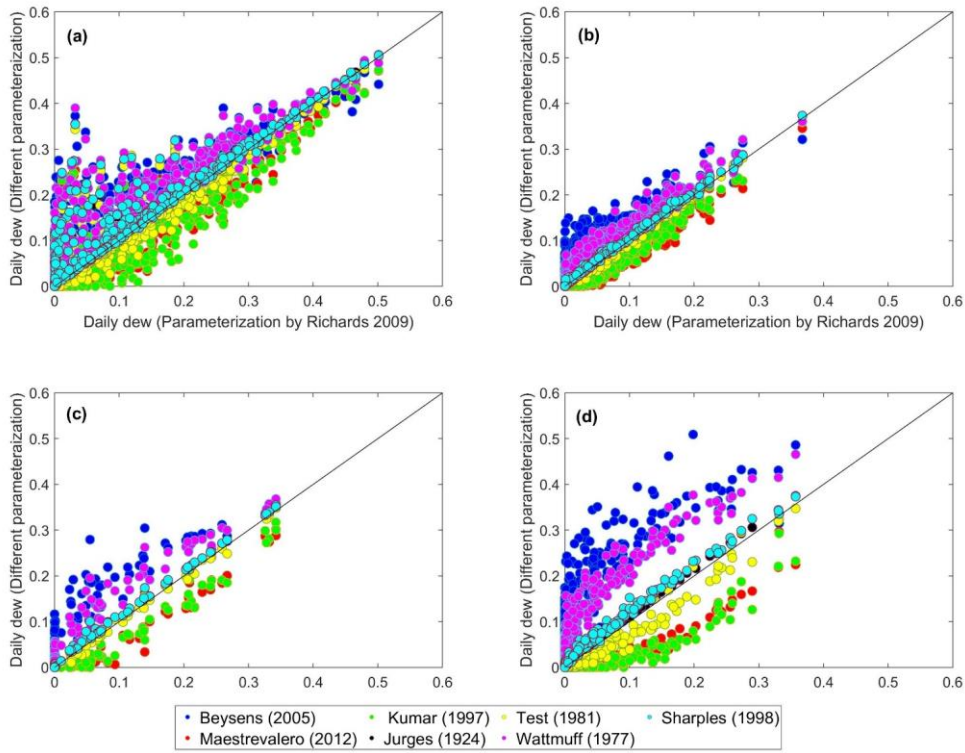 (a)
Daily dew (Different parameteraization)
0.6
0.5
0.4
0.3
0.2
0.1
0
0 0.1 0.2 0.3 0.4 0.5 0.6
Daily dew (Parameterization by Richards 2009)
(b)
Daily dew (Different parameteraization)
0.6
0.5
0.4
0.3
0.2
0.1
0
0 0.1 0.2 0.3 0.4 0.5 0.6
Daily dew (Parameterization by Richards 2009)
(c)
Daily dew (Different parameteraization)
0.6
0.5
0.4
0.3
0.2
0.1
0
0 0.1 0.2 0.3 0.4 0.5 0.6
(d)
Daily dew (Different parameteraization)
0.6
0.5
0.4
0.3
0.2
0.1
0
0 0.1 0.2 0.3 0.4 0.5 0.6
Beysens (2005) Kumar (1997) Test (1981) Sharples (1998)
Maestrevalero (2012) Jurges (1924) Wattmuff (1977)